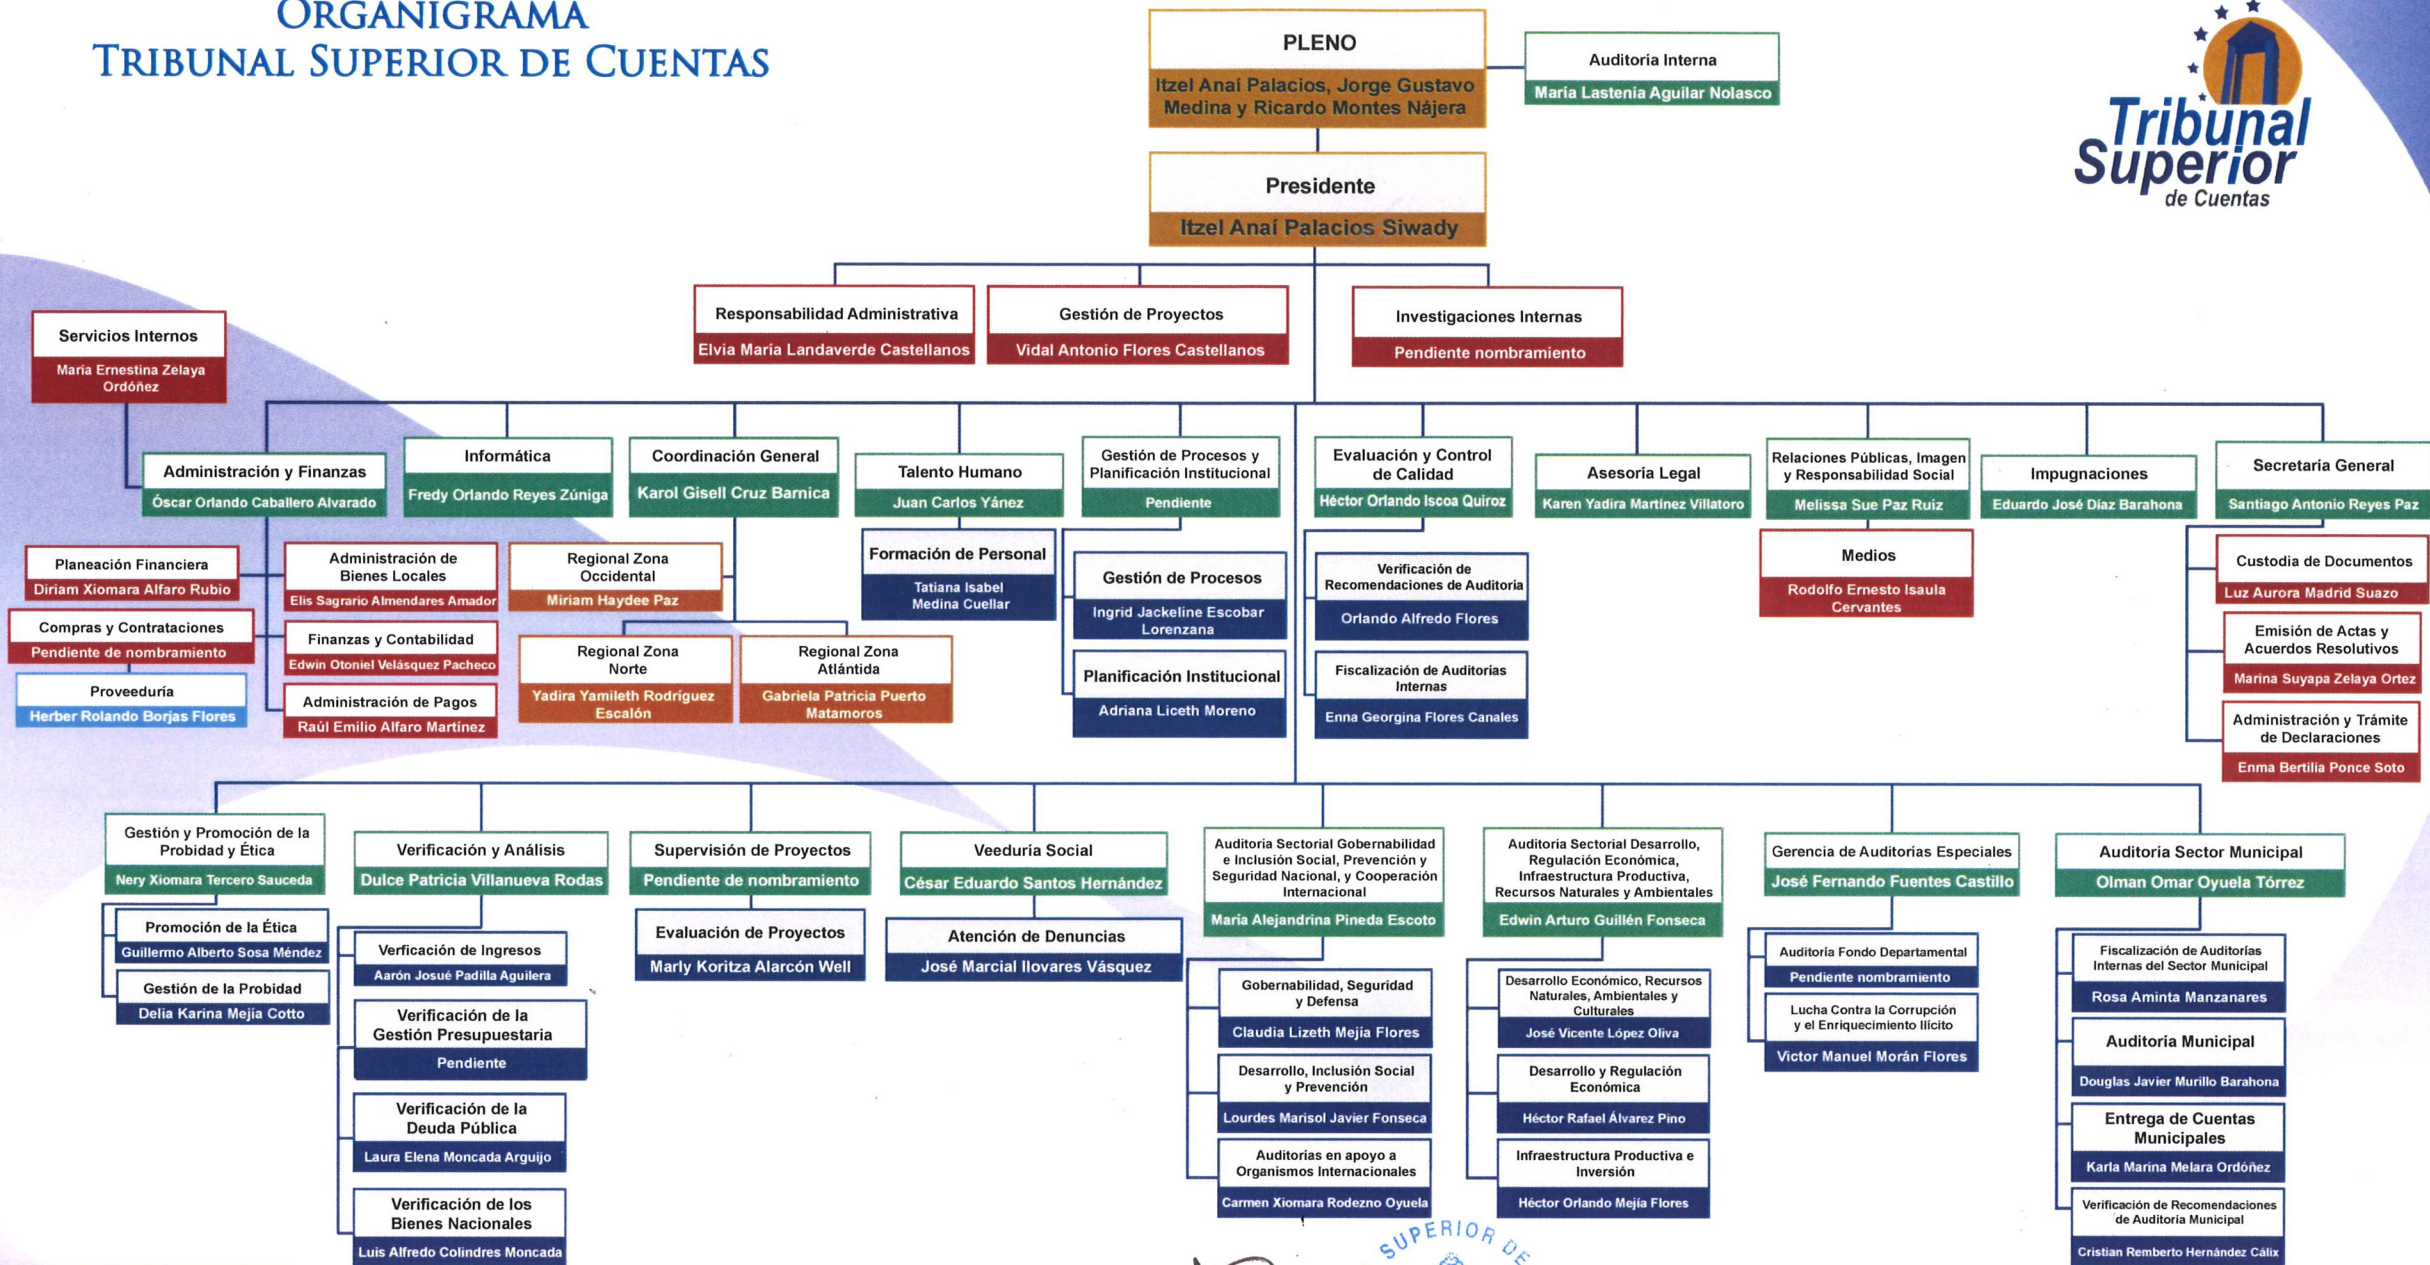 ORGANIGRAMA
TRIBUNAL SUPERIOR DE CUENTAS
PLENO
Itzel Anaí Palacios, Jorge Gustavo
Medina y Ricardo Montes Nájera
Auditoría Interna
María Lastenia Aguilar Nolasco
Tribunal
Superior
de Cuentas
Presidente
Itzel Anaí Palacios Siwady
Responsabilidad Administrativa
Elvia María Landaverde Castellanos
Gestión de Proyectos
Vidal Antonio Flores Castellanos
Investigaciones Internas
Pendiente nombramiento
Servicios Internos
María Ernestina Zelaya
Ordóñez
Administración y Finanzas
Óscar Orlando Caballero Alvarado
Informática
Fredy Orlando Reyes Zúniga
Coordinación General
Karol Gisell Cruz Barnica
Talento Humano
Juan Carlos Yánez
Gestión de Procesos y
Planificación Institucional
Pendiente
Evaluación y Control
de Calidad
Héctor Orlando Iscoa Quiroz
Asesoría Legal
Karen Yadira Martínez Villatoro
Relaciones Públicas, Imagen
y Responsabilidad Social
Melissa Sue Paz Ruiz
Impugnaciones
Eduardo José Díaz Barahona
Secretaría General
Santiago Antonio Reyes Paz
Planeación Financiera
Diriam Xiomara Alfaro Rubio
Compras y Contrataciones
Pendiente de nombramiento
Proveeduría
Herber Rolando Borjas Flores
Administración de
Bienes Locales
Elis Sagrario Almendares Amador
Finanzas y Contabilidad
Edwin Otoniel Velásquez Pacheco
Administración de Pagos
Raúl Emilio Alfaro Martínez
Regional Zona
Occidental
Miriam Haydee Paz
Regional Zona
Norte
Yadira Yamileth Rodríguez
Escalón
Regional Zona
Atlántida
Gabriela Patricia Puerto
Matamoros
Formación de Personal
Tatiana Isabel
Medina Cuellar
Gestión de Procesos
Ingrid Jackeline Escobar
Lorenzana
Planificación Institucional
Adriana Liceth Moreno
Verificación de
Recomendaciones de Auditoría
Orlando Alfredo Flores
Fiscalización de Auditorías
Internas
Enna Georgina Flores Canales
Medios
Rodolfo Ernesto Isaula
Cervantes
Custodia de Documentos
Luz Aurora Madrid Suazo
Emisión de Actas y
Acuerdos Resolutivos
Marina Suyapa Zelaya Ortez
Administración y Trámite
de Declaraciones
Enma Bertilia Ponce Soto
Gestión y Promoción de la
Probidad y Ética
Nery Xiomara Tercero Sauceda
Promoción de la Ética
Guillermo Alberto Sosa Méndez
Gestión de la Probidad
Delia Karina Mejía Cotto
Verificación y Análisis
Dulce Patricia Villanueva Rodas
Verficación de Ingresos
Aarón Josué Padilla Aguilera
Verificación de la
Gestión Presupuestaria
Pendiente
Verificación de la
Deuda Pública
Laura Elena Moncada Arguijo
Verificación de los
Bienes Nacionales
Luis Alfredo Colindres Moncada
Supervisión de Proyectos
Pendiente de nombramiento
Evaluación de Proyectos
Marly Koritza Alarcón Well
Veeduría Social
César Eduardo Santos Hernández
Atención de Denuncias
José Marcial Ilovares Vásquez
Auditoría Sectorial Gobernabilidad
e Inclusión Social, Prevención y
Seguridad Nacional, y Cooperación
Internacional
María Alejandrina Pineda Escoto
Gobernabilidad, Seguridad
y Defensa
Claudia Lizeth Mejía Flores
Desarrollo, Inclusión Social
y Prevención
Lourdes Marisol Javier Fonseca
Auditorías en apoyo a
Organismos Internacionales
Carmen Xiomara Rodezno Oyuela
Auditoría Sectorial Desarrollo,
Regulación Económica,
Infraestructura Productiva,
Recursos Naturales y Ambientales
Edwin Arturo Guillén Fonseca
Desarrollo Económico, Recursos
Naturales, Ambientales y
Culturales
José Vicente López Oliva
Desarrollo y Regulación
Económica
Héctor Rafael Álvarez Pino
Infraestructura Productiva e
Inversión
Héctor Orlando Mejía Flores
Gerencia de Auditorías Especiales
José Fernando Fuentes Castillo
Auditoría Fondo Departamental
Pendiente nombramiento
Lucha Contra la Corrupción
y el Enriquecimiento Ilícito
Victor Manuel Morán Flores
Auditoría Sector Municipal
Olman Omar Oyuela Tórrez
Fiscalización de Auditorías
Internas del Sector Municipal
Rosa Aminta Manzanares
Auditoría Municipal
Douglas Javier Murillo Barahona
Entrega de Cuentas
Municipales
Karla Marina Melara Ordóñez
Verificación de Recomendaciones
de Auditoría Municipal
Cristian Remberto Hernández Cálix
SUPERIOR DE